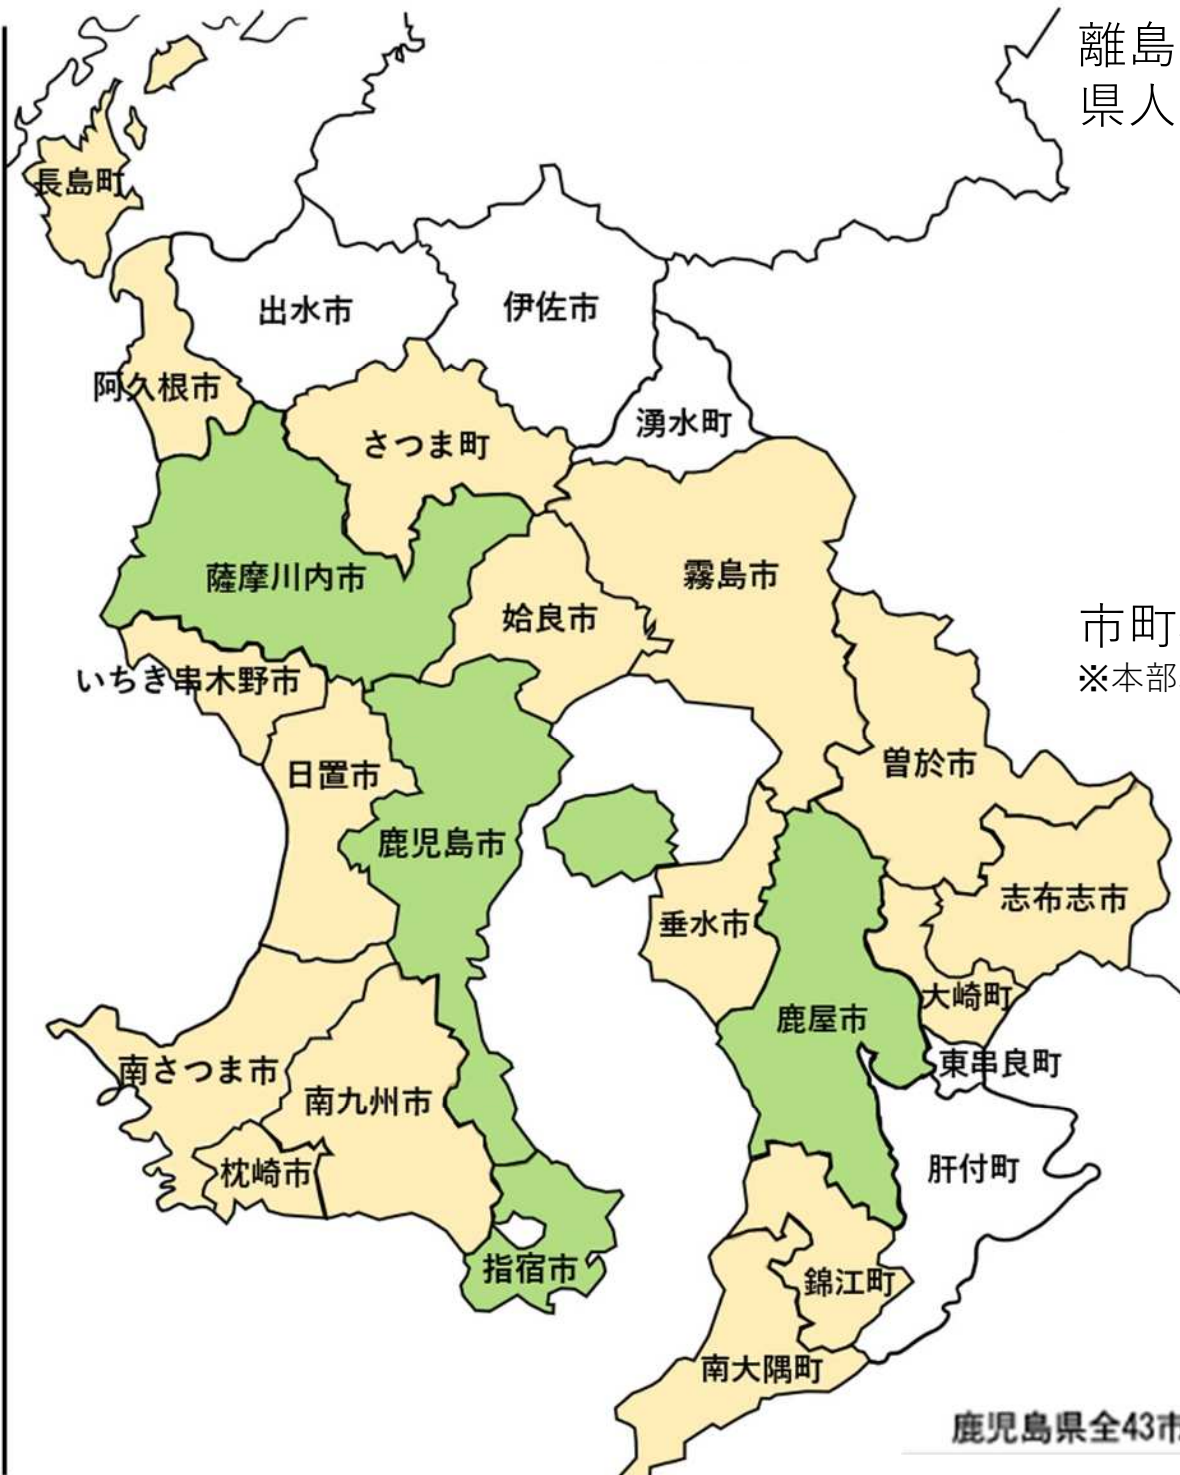 離島
県人
長島町
出水市
伊佐市
阿久根市
湧水町
さつま町
薩摩川内市
霧島市
姶良市
市町
いちき串木野市
※本部
日置市
曽於市
鹿児島市
志布志市
垂水市
大崎町
鹿屋市
東串良町
南さつま市
南九州市
枕崎市
肝付町
指宿市
錦江町
南大隅町
鹿児島県全43市